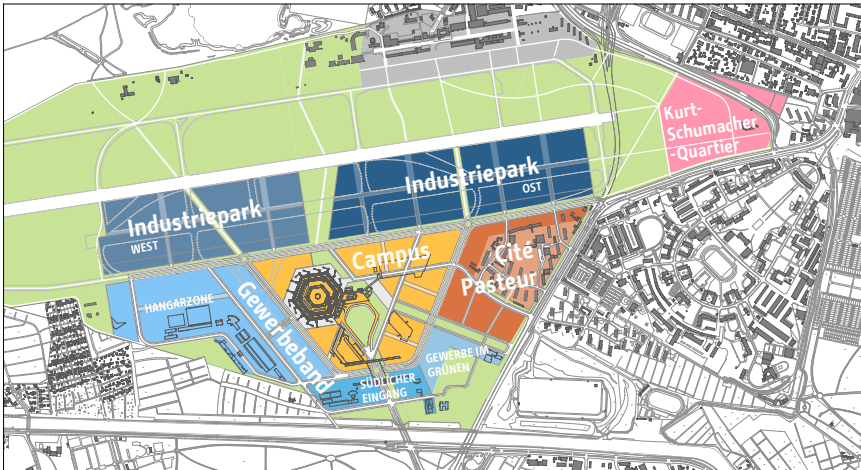 Kurt-
Schumacher
-Quartier
Industriepark
OST
Industriepark
WEST
Campus
Cité
Pasteur
HANGARZONE
Gewerbeband
GEWERBE IM
GRÜNEN
SÜDLICHER
EINGANG